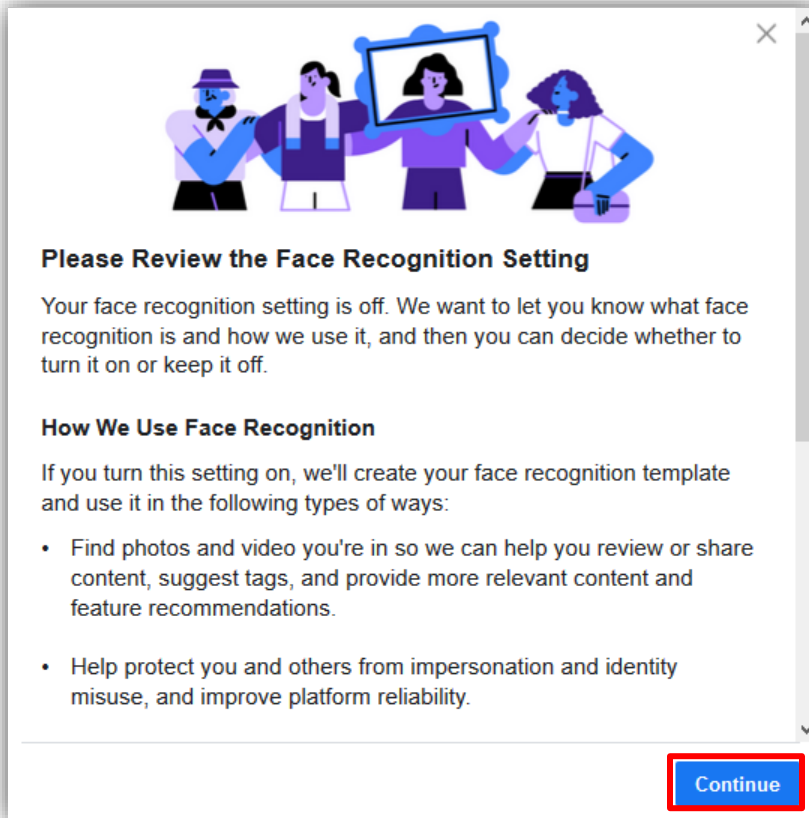 Please Review the Face Recognition Setting
Your face recognition setting is off. We want to let you know what face
recognition is and how we use it, and then you can decide whether to
turn it on or keep it off.
How We Use Face Recognition
If you turn this setting on, we'll create your face recognition template
and use it in the following types of ways:
• Find photos and video you're in so we can help you review or share
content, suggest tags, and provide more relevant content and
feature recommendations.
• Help protect you and others from impersonation and identity
misuse, and improve platform reliability.
Continue